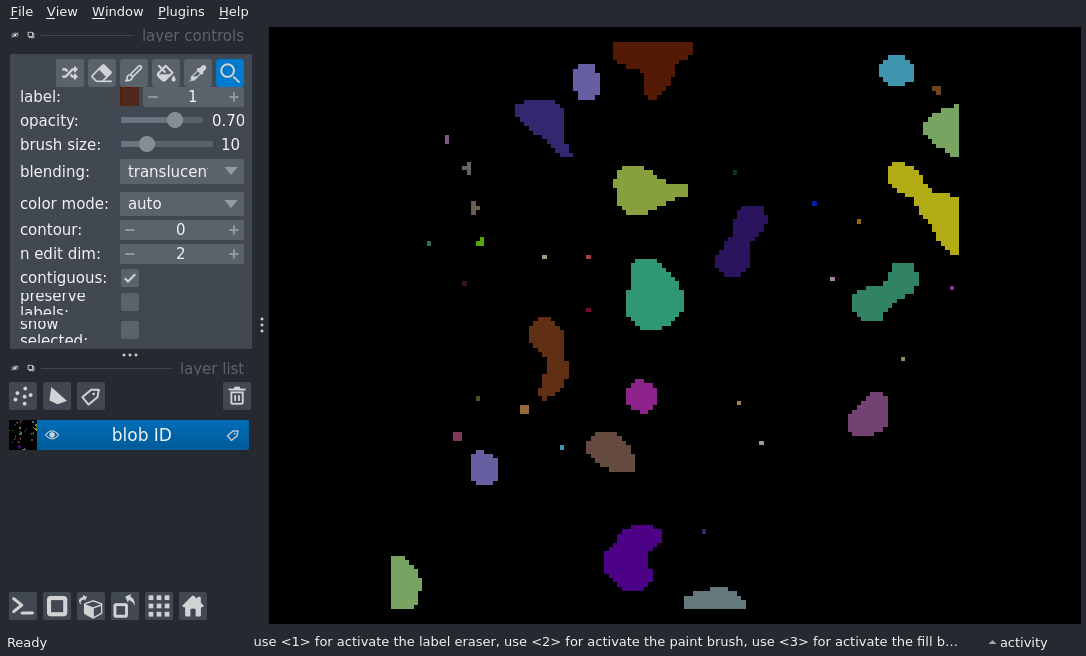 File View Window Plugins Help
layer controls
label: 1
opacity: 0.70
brush size: 10
blending: translucen
color mode: auto
contour: 0
n edit dim: 2
contiguous:
preserve
labels:
show
selected:
layer list
blob ID
Ready
use <1> for activate the label eraser, use <2> for activate the paint brush, use <3> for activate the fill b...
activity